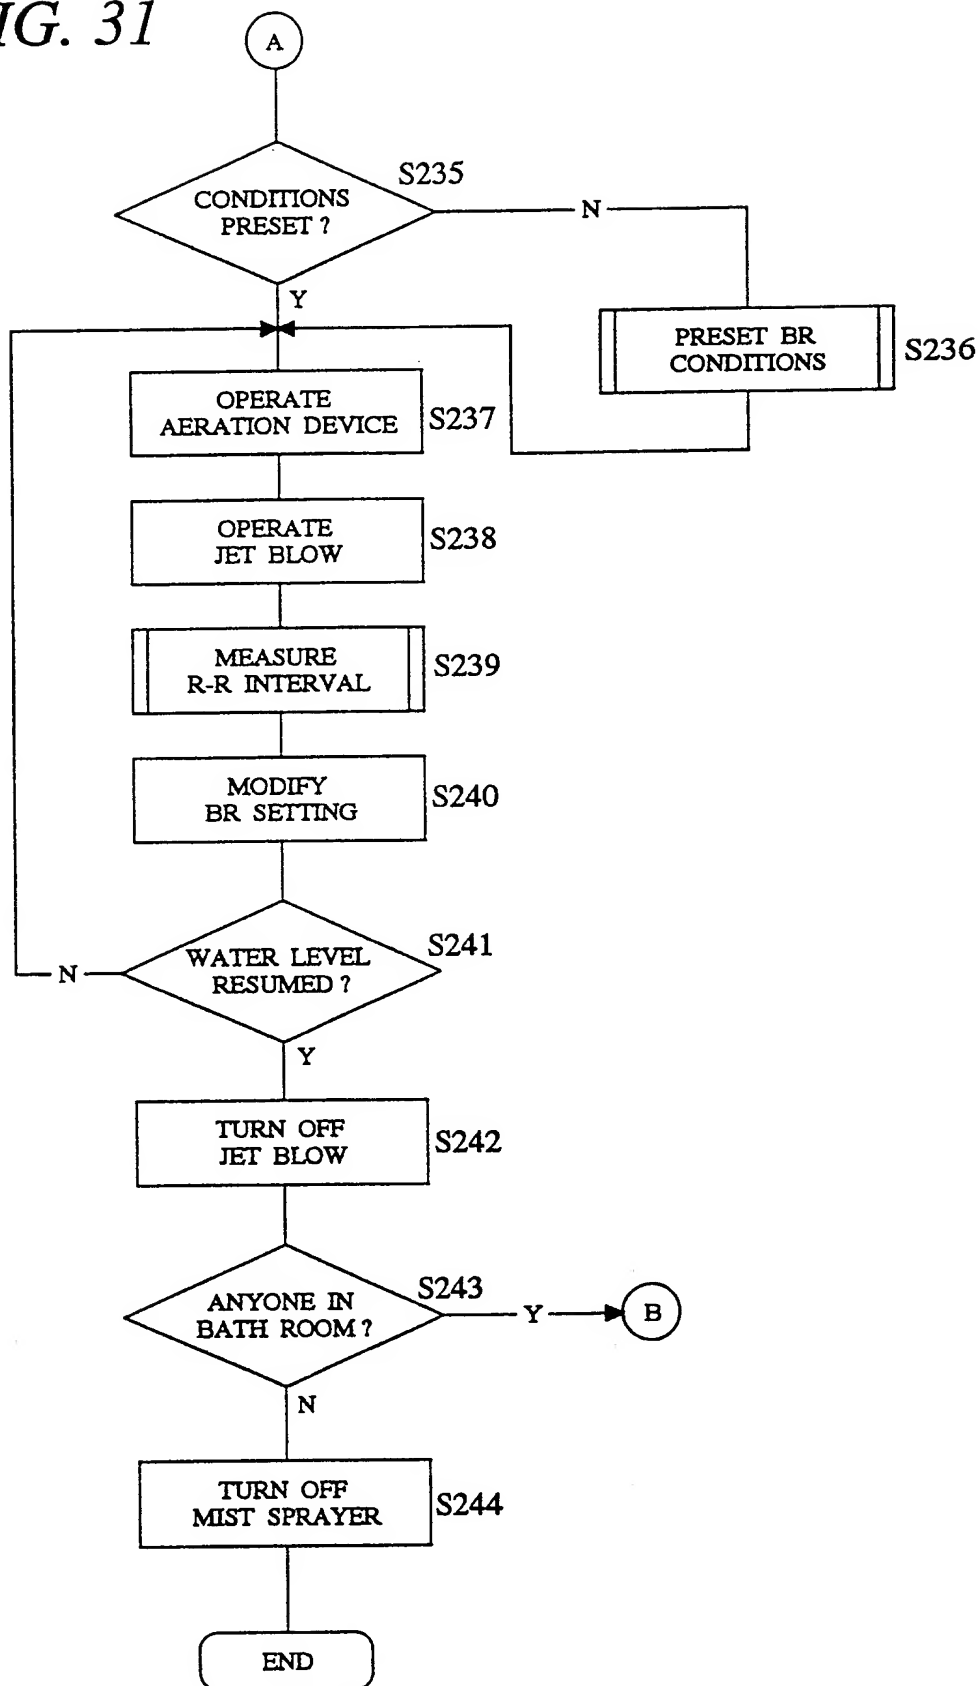 IG. 31
A
CONDITIONS
PRESET ?
S235
N
Y
PRESET BR
CONDITIONS
S236
OPERATE
AERATION DEVICE
S237
OPERATE
JET BLOW
S238
MEASURE
R-R INTERVAL
S239
MODIFY
BR SETTING
S240
WATER LEVEL
RESUMED ?
S241
N
Y
TURN OFF
JET BLOW
S242
ANYONE IN
BATH ROOM ?
S243
Y
B
N
TURN OFF
MIST SPRAYER
S244
END